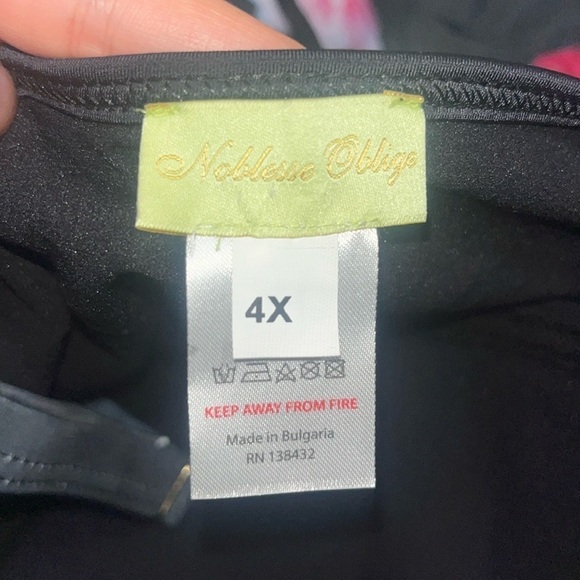 Noblesse Oblige
4X
KEEP AWAY FROM FIRE
Made in Bulgaria
RN 138432